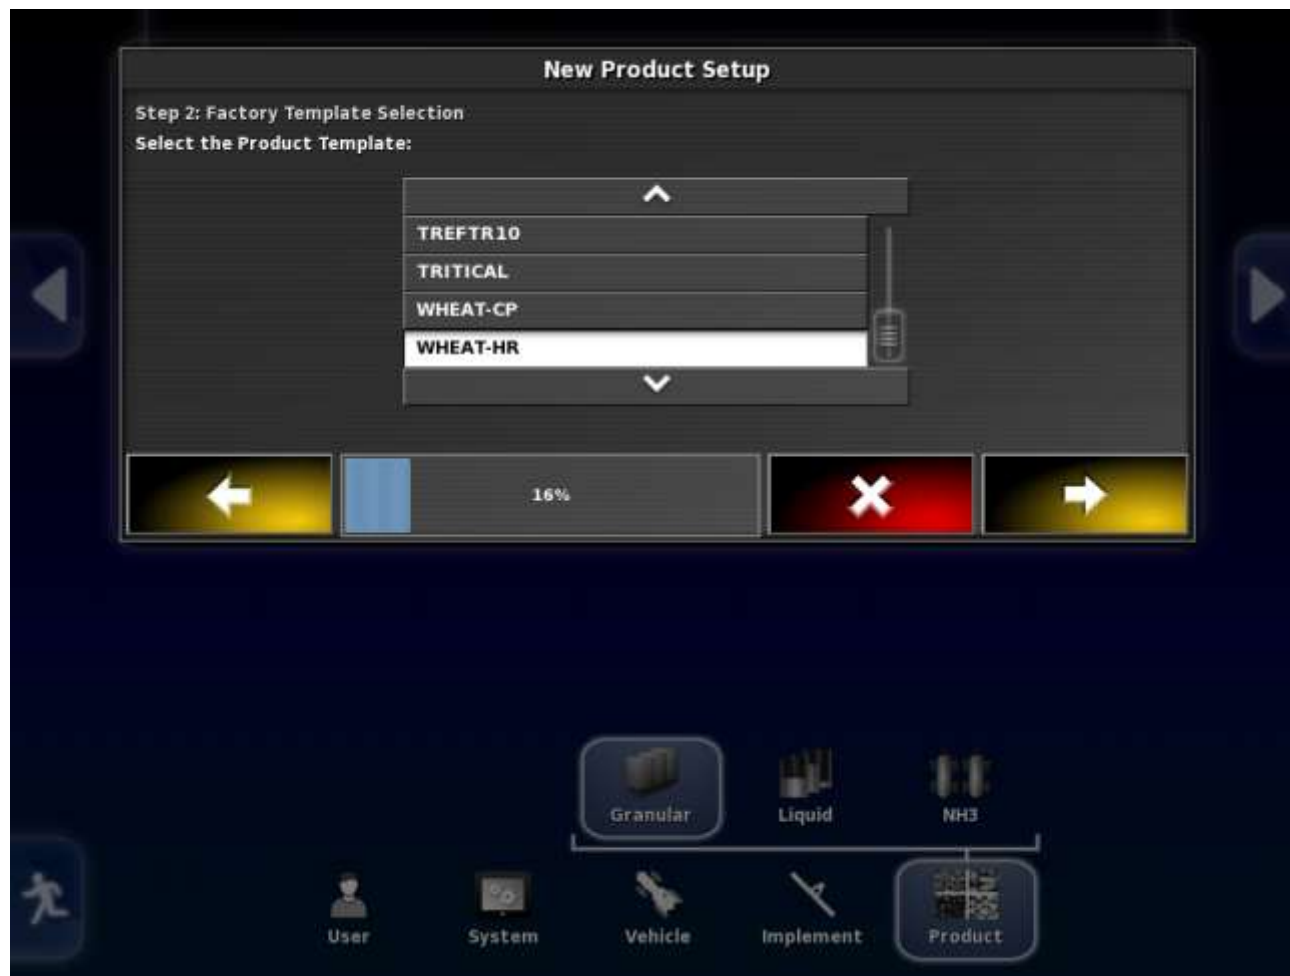 New Product Setup
Step 2: Factory Template Selection
Select the Product Template:
TREFTR10
TRITICAL
WHEAT-CP
WHEAT-HR
16%
Granular
Liquid
NH3
User
System
Vehicle
Implement
Product